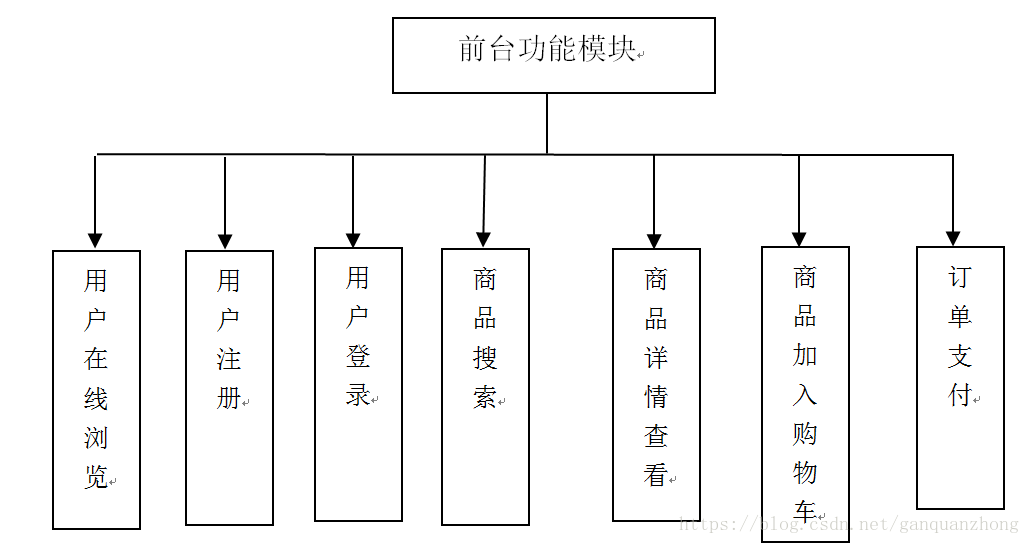 前台功能模块
用户在线浏览
用户注册
用户登录
商品搜索
商品详情查看
商品加入购物车
订单支付
https://blog.csdn.net/ganquanzhong